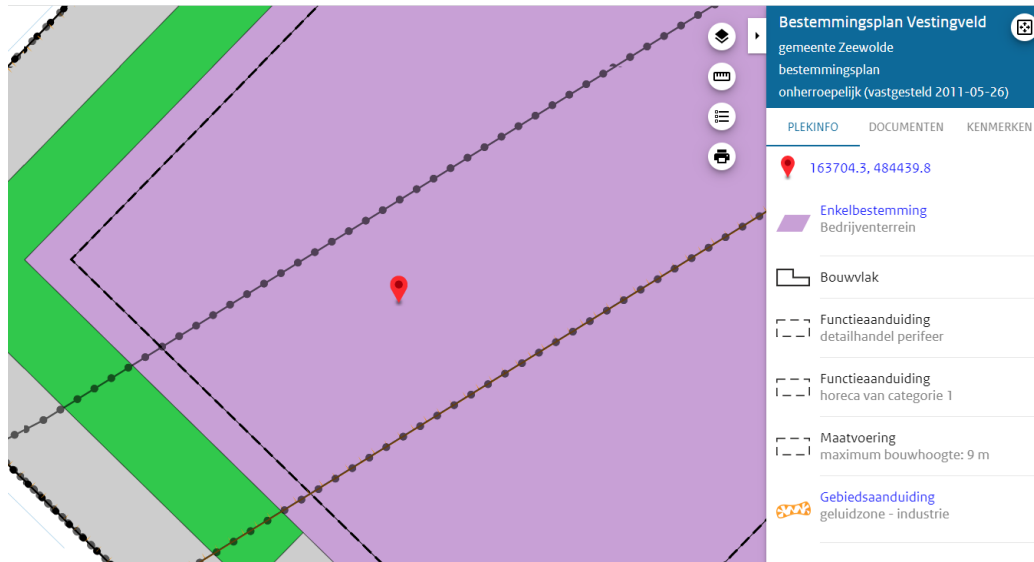 Bestemmingsplan Vestingveld
gemeente Zeewolde
bestemmingsplan
onherroepelijk (vastgesteld 2011-05-26)
PLEKINFO DOCUMENTEN KENMERKEN
163704.3, 484439.8
Enkelbestemming
Bedrijventerrein
Bouwvlak
Functieaanduiding
detailhandel perifeer
Functieaanduiding
horeca van categorie 1
Maatvoering
maximum bouwhoogte: 9 m
Gebiedsaanduiding
geluidzone - industrie